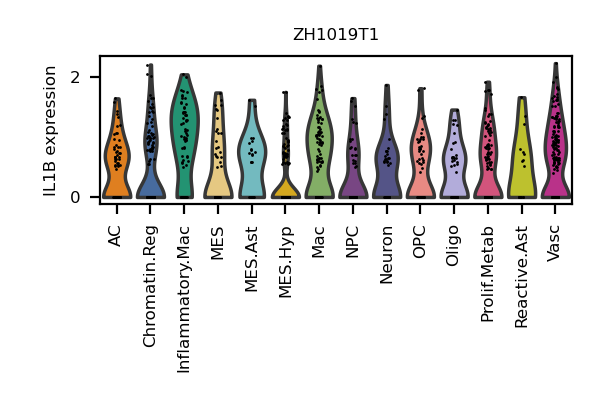 ZH1019T1
IL1B expression
2
0
AC
Chromatin.Reg
Inflammatory.Mac
MES
MES.Ast
MES.Hyp
Mac
NPC
Neuron
OPC
Oligo
Prolif.Metab
Reactive.Ast
Vasc